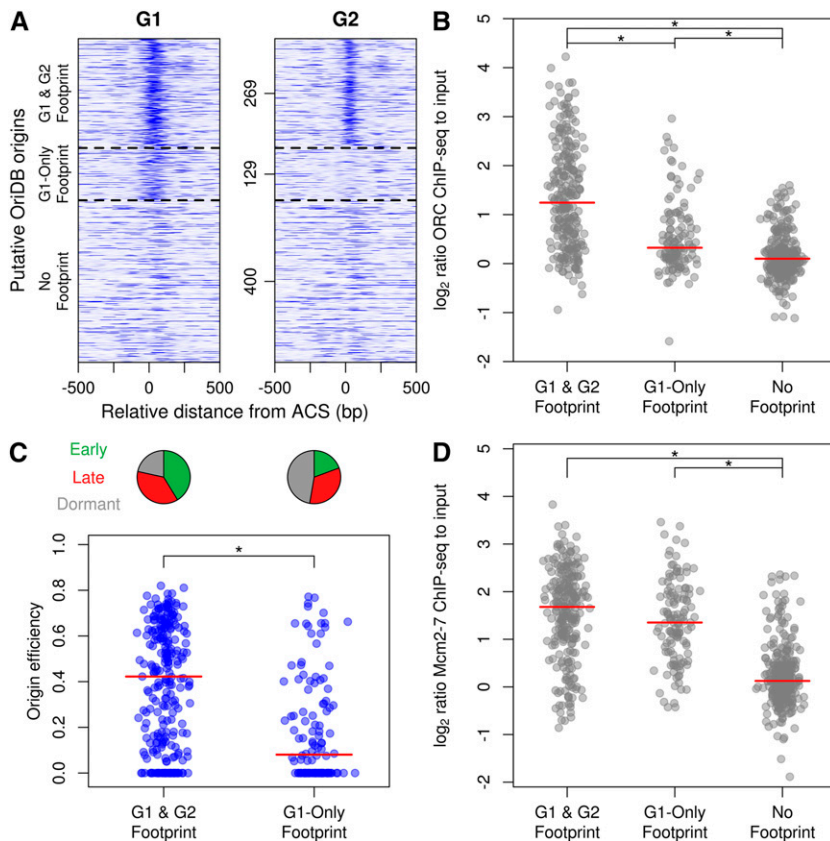 A
G1
G2
Putative OriDB origins
G1 & G2
Footprint
G1-Only
Footprint
No
Footprint
269
129
400
-500
0
500
-500
0
500
Relative distance from ACS (bp)
B
log2 ratio ORC ChIP-seq to input
5
4
3
2
1
0
-1
-2
*
*
*
G1 & G2
Footprint
G1-Only
Footprint
No
Footprint
C
Early
Late
Dormant
Origin efficiency
1.0
0.8
0.6
0.4
0.2
0.0
*
G1 & G2
Footprint
G1-Only
Footprint
D
log2 ratio Mcm2-7 ChIP-seq to input
5
4
3
2
1
0
-1
-2
*
*
G1 & G2
Footprint
G1-Only
Footprint
No
Footprint